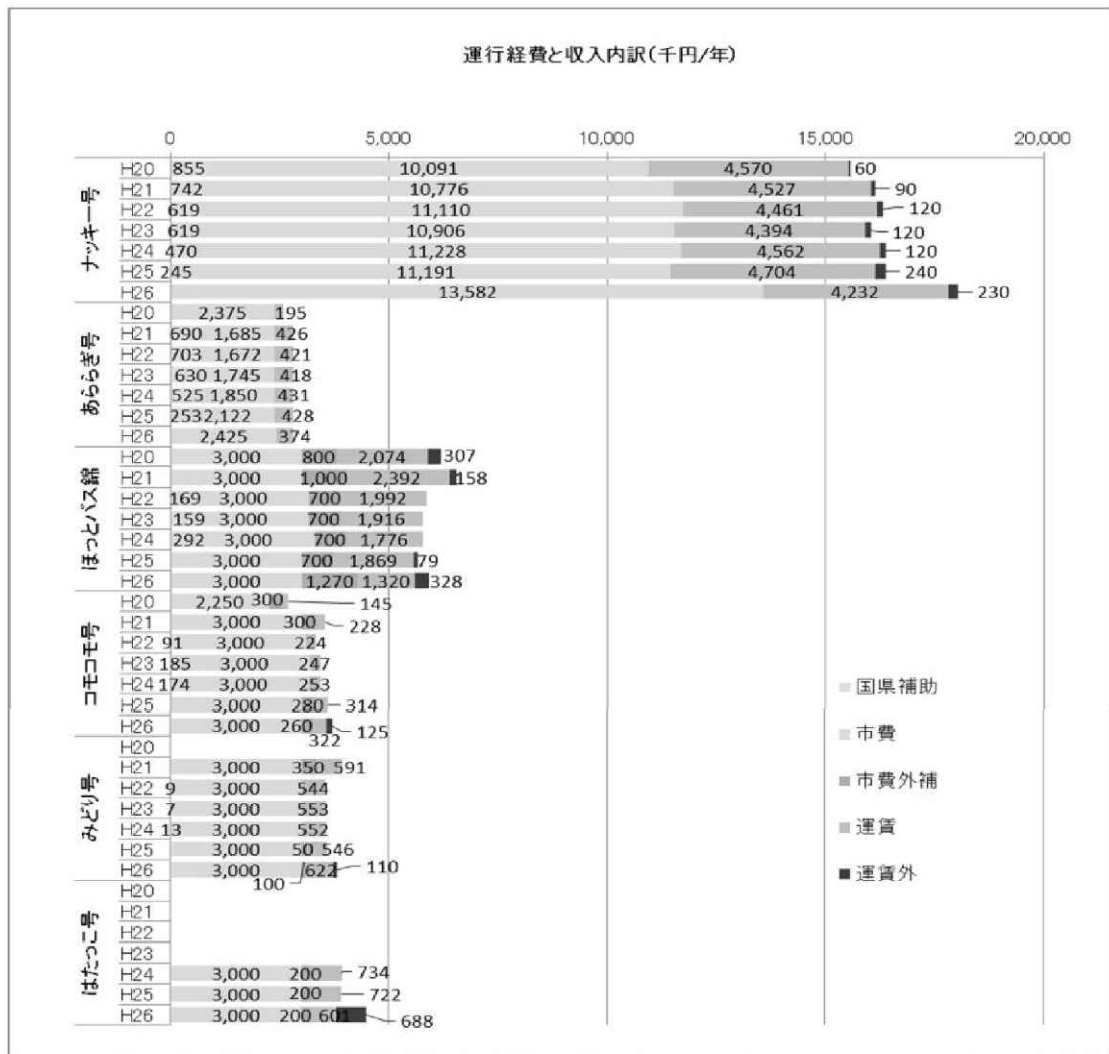 運行経費と収入内訳(千円/年)
0 5,000 10,000 15,000 20,000
ナッキー号
H20 855 10,091 4,570 60
H21 742 10,776 4,527 90
H22 619 11,110 4,461 120
H23 619 10,906 4,394 120
H24 470 11,228 4,562 120
H25 245 11,191 4,704 240
H26 13,582 4,232 230
あららぎ号
H20 2,375 195
H21 690 1,685 426
H22 703 1,672 421
H23 630 1,745 418
H24 525 1,850 431
H25 253 2,122 428
H26 2,425 374
ほっとバス錦
H20 3,000 800 2,074 307
H21 3,000 1,000 2,392 158
H22 169 3,000 700 1,992
H23 159 3,000 700 1,916
H24 292 3,000 700 1,776
H25 3,000 700 1,869 79
H26 3,000 1,270 1,320 328
コモコモ号
H20 2,250 300 145
H21 3,000 300 228
H22 91 3,000 224
H23 185 3,000 247
H24 174 3,000 253
H25 3,000 280 314
H26 3,000 260 322 125
みどり号
H20
H21 3,000 350 591
H22 9 3,000 544
H23 7 3,000 553
H24 13 3,000 552
H25 3,000 50 546
H26 3,000 100 622 110
はたっこ号
H20
H21
H22
H23
H24 3,000 200 734
H25 3,000 200 722
H26 3,000 200 601 688
国県補助
市費
市費外補
運賃
運賃外